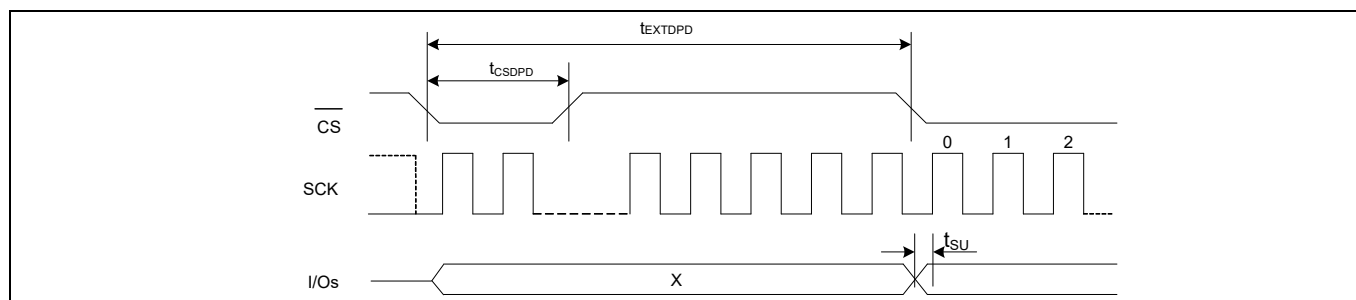 tEXTDPD
tCSDPD
CS
0 1 2
SCK
tSU
I/Os
X